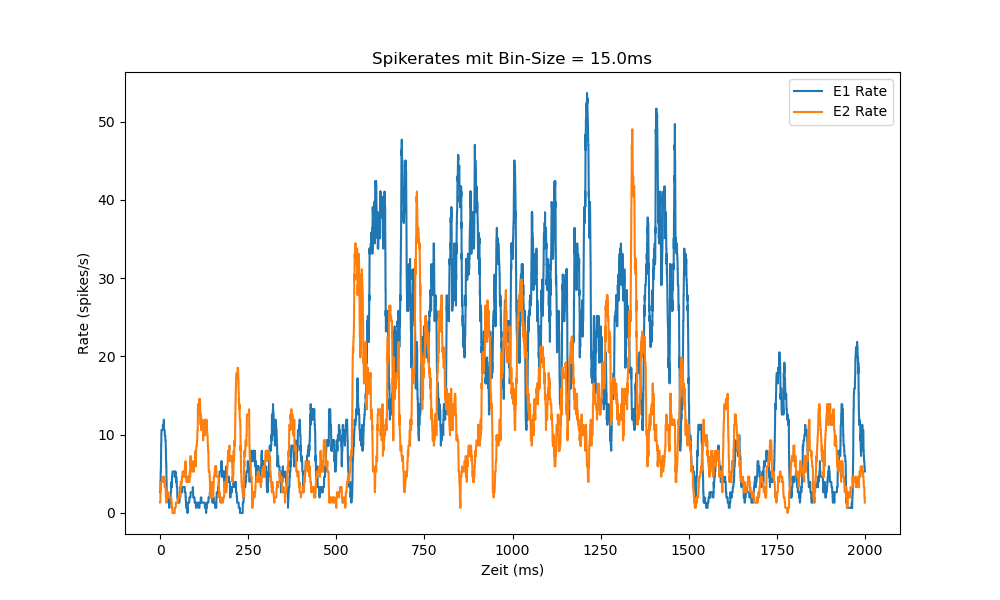 Spikerates mit Bin-Size = 15.0ms
E1 Rate
E2 Rate
50
40
30
20
10
0
Rate (spikes/s)
0 250 500 750 1000 1250 1500 1750 2000
Zeit (ms)